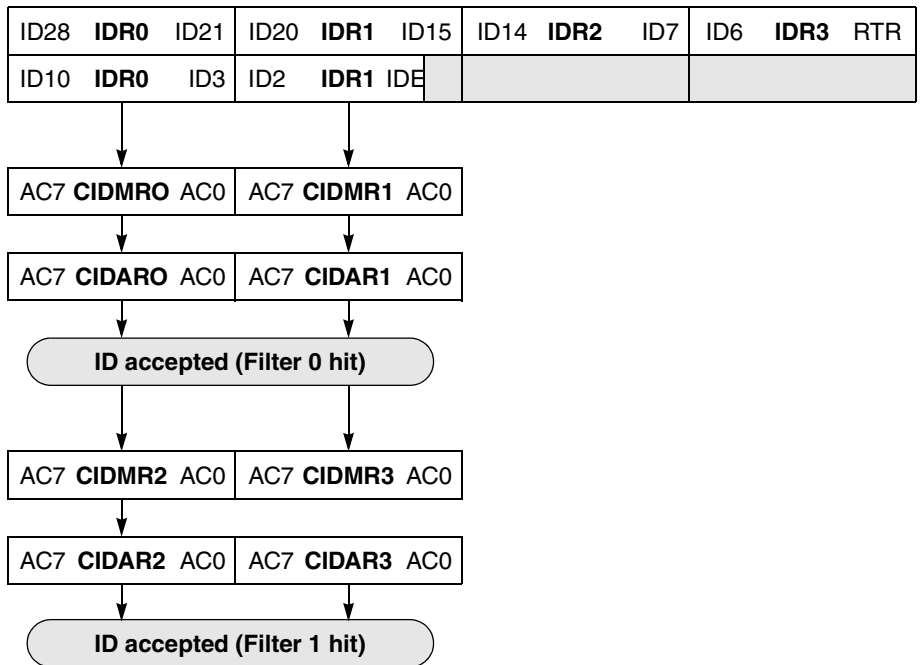 ID28 IDR0 ID21 ID20 IDR1 ID15 ID14 IDR2 ID7 ID6 IDR3 RTR
ID10 IDR0 ID3 ID2 IDR1 IDE
AC7 CIDMRO AC0 AC7 CIDMR1 AC0
AC7 CIDARO AC0 AC7 CIDAR1 AC0
ID accepted (Filter 0 hit)
AC7 CIDMR2 AC0 AC7 CIDMR3 AC0
AC7 CIDAR2 AC0 AC7 CIDAR3 AC0
ID accepted (Filter 1 hit)